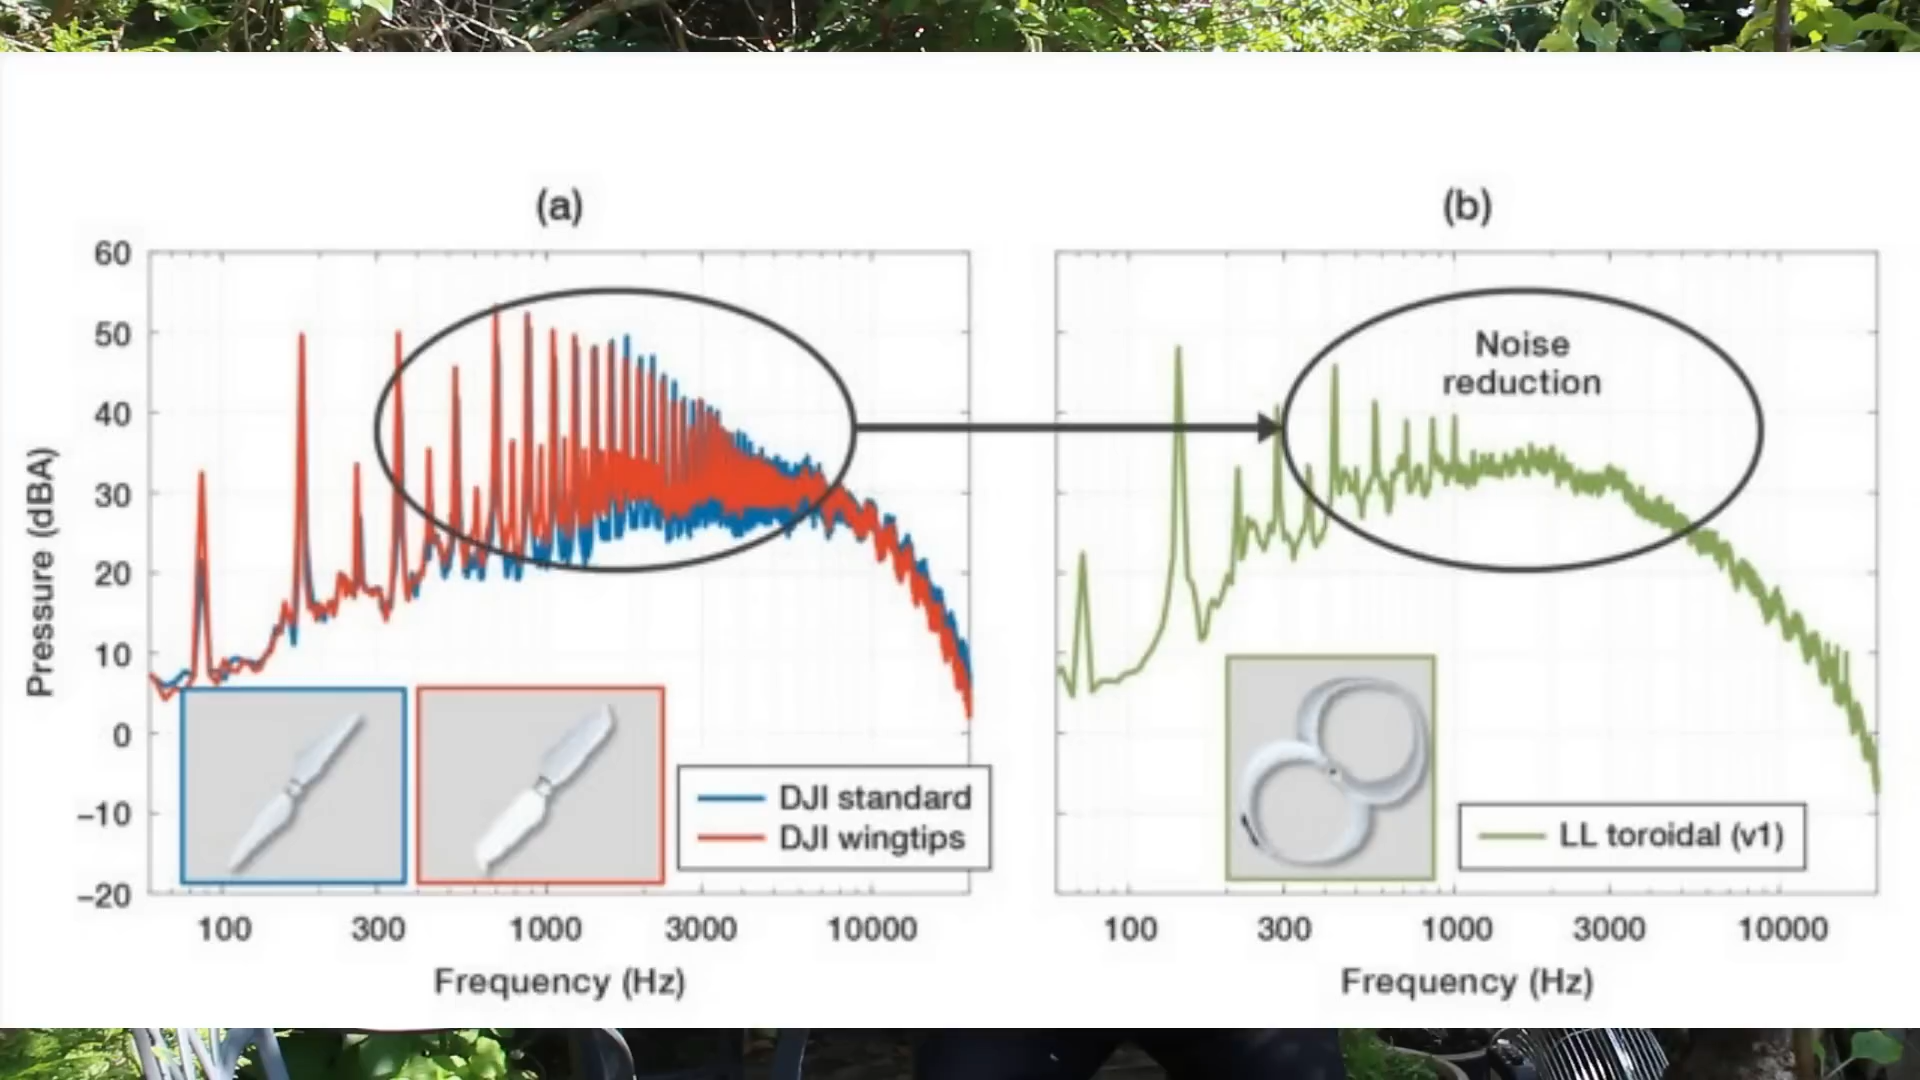 (a)
60
50
40
30
20
10
0
−10
−20
Pressure (dBA)
100 300 1000 3000 10000
Frequency (Hz)
DJI standard
DJI wingtips
(b)
Noise
reduction
LL toroidal (v1)
100 300 1000 3000 10000
Frequency (Hz)